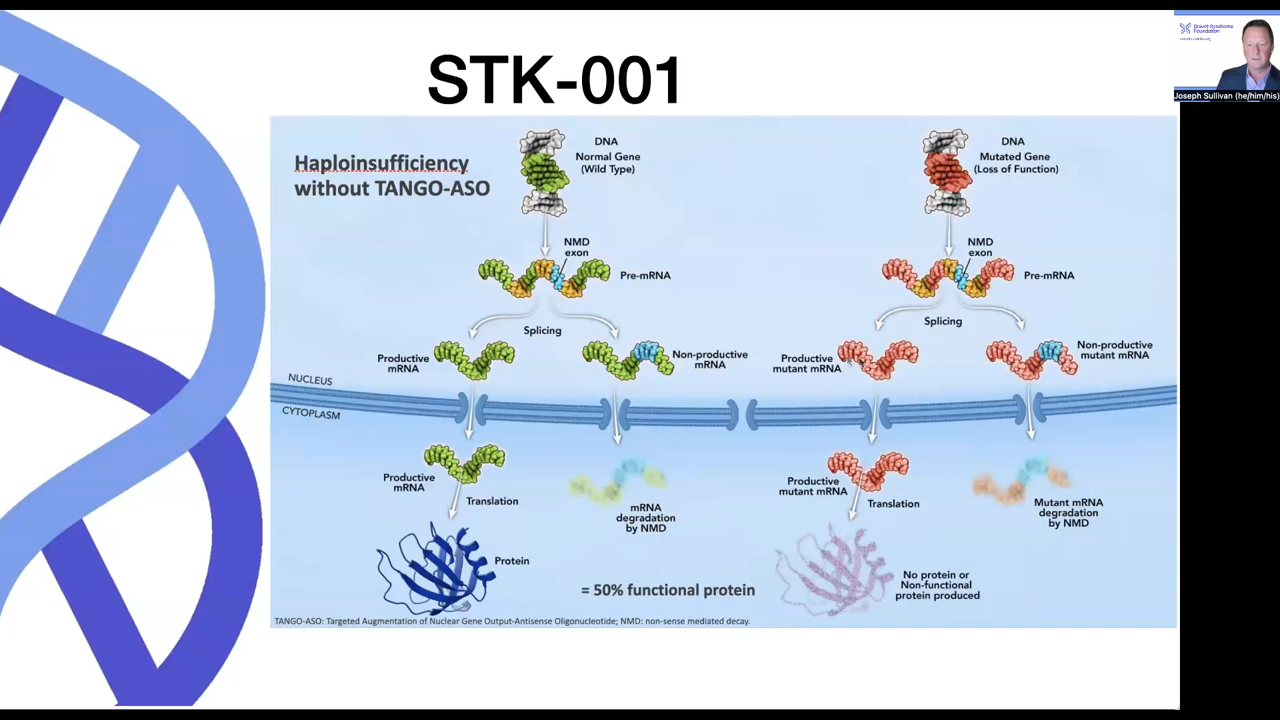 STK-001
Dravet Syndrome
Foundation
Joseph Sullivan (he/him/his)
Haploinsufficiency
without TANGO-ASO
DNA
Normal Gene
(Wild Type)
NMD
exon
Pre-mRNA
Splicing
Productive
mRNA
Non-productive
mRNA
DNA
Mutated Gene
(Loss of Function)
NMD
exon
Pre-mRNA
Splicing
Productive
mutant mRNA
Non-productive
mutant mRNA
NUCLEUS
CYTOPLASM
Productive
mRNA
Translation
mRNA
degradation
by NMD
Protein
Productive
mutant mRNA
Translation
Mutant mRNA
degradation
by NMD
No protein or
Non-functional
protein produced
= 50% functional protein
TANGO-ASO: Targeted Augmentation of Nuclear Gene Output-Antisense Oligonucleotide; NMD: non-sense mediated decay.